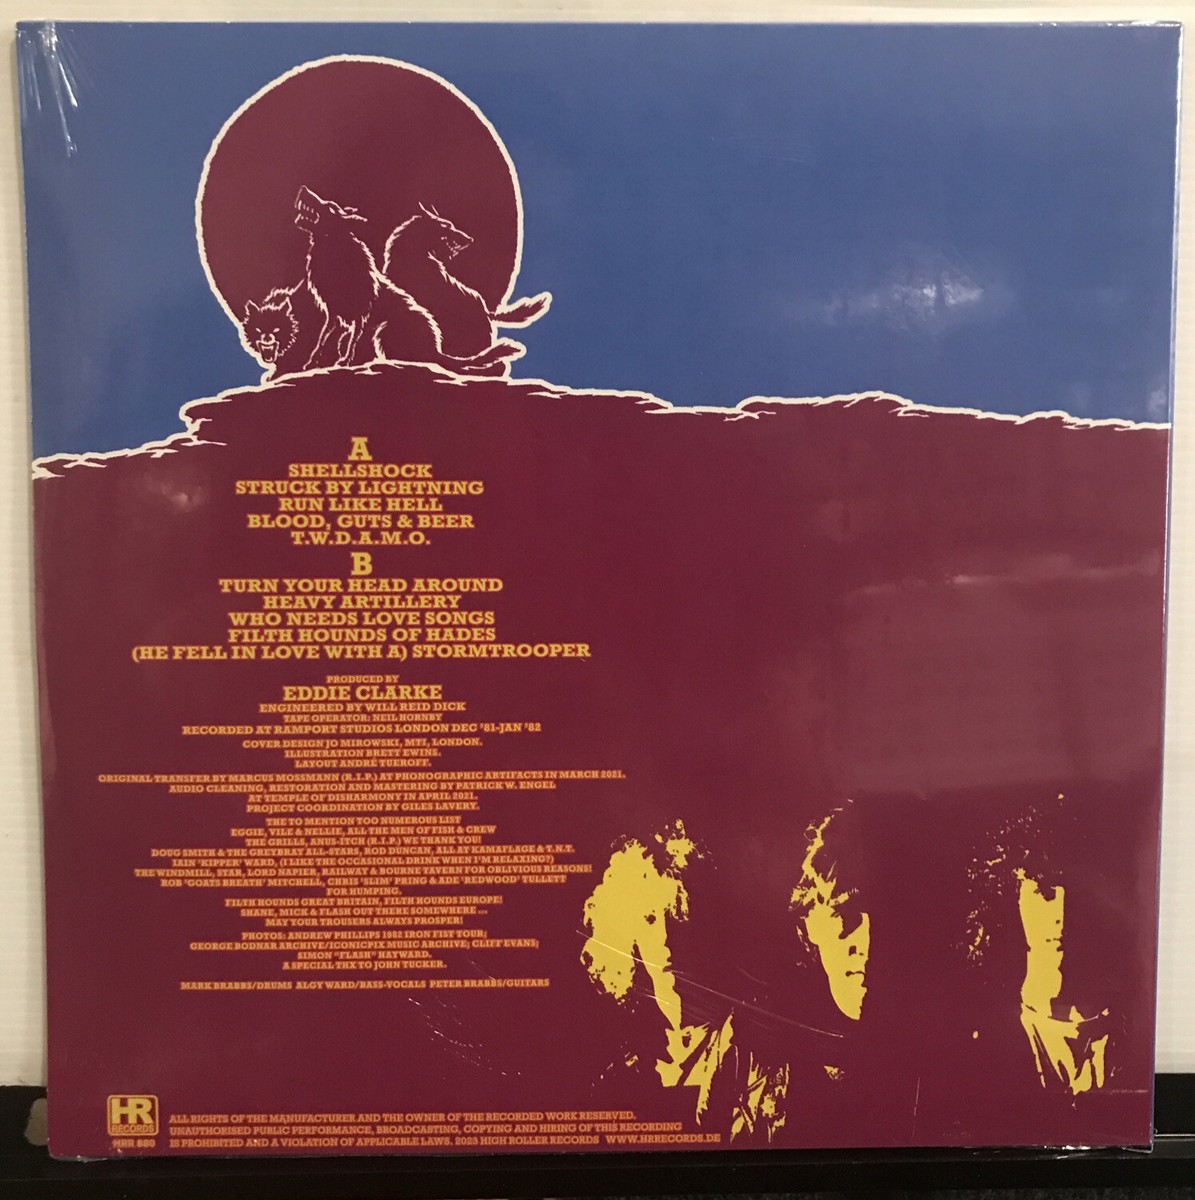 A
SHELLSHOCK
STRUCK BY LIGHTNING
RUN LIKE HELL
BLOOD, GUTS & BEER
T.W.D.A.M.O.
B
TURN YOUR HEAD AROUND
HEAVY ARTILLERY
WHO NEEDS LOVE SONGS
FILTH HOUNDS OF HADES
(HE FELL IN LOVE WITH A) STORMTROOPER
PRODUCED BY
EDDIE CLARKE
ENGINEERED BY WILL REID DICK
TAPE OPERATOR: NEIL HORNBY
RECORDED AT RAMPORT STUDIOS LONDON DEC '81-JAN '82
COVER DESIGN JO MIROWSKI, MTI, LONDON.
ILLUSTRATION BRETT EWINS.
LAYOUT ANDRÉ TUEROFF.
ORIGINAL TRANSFER BY MARCUS MOSSMANN (R.I.P.) AT PHONOGRAPHIC ARTIFACTS IN MARCH 2021.
AUDIO CLEANING, RESTORATION AND MASTERING BY PATRICK W. ENGEL
AT TEMPLE OF DISHARMONY IN APRIL 2021.
PROJECT COORDINATION BY GILES LAVERY.
THE TO MENTION TOO NUMEROUS LIST
EGGIE, VILE & NELLIE, ALL THE MEN OF FISH & CREW
THE GRILLS, ANUS-ITCH (R.I.P.) WE THANK YOU!
DOUG SMITH & THE GREYBRAY ALL-STARS, ROD DUNCAN, ALL AT KAMAFLAGE & T.N.T.
IAIN 'KIPPER' WARD, (I LIKE THE OCCASIONAL DRINK WHEN I'M RELAXING?)
THE WINDMILL, STAR, LORD NAPIER, RAILWAY & BOURNE TAVERN FOR OBLIVIOUS REASONS!
ROB 'GOATS BREATH' MITCHELL, CHRIS 'SLIM' PRING & ADE 'REDWOOD' TULLETT
FOR HUMPING.
FILTH HOUNDS GREAT BRITAIN, FILTH HOUNDS EUROPE!
SHANE, MICK & FLASH OUT THERE SOMEWHERE ...
MAY YOUR TROUSERS ALWAYS PROSPER!
PHOTOS: ANDREW PHILLIPS 1982 IRON FIST TOUR;
GEORGE BODNAR ARCHIVE/ICONICPIX MUSIC ARCHIVE; CLIFF EVANS;
SIMON "FLASH" HAYWARD.
A SPECIAL THX TO JOHN TUCKER.
MARK BRABBS/DRUMS ALGY WARD/BASS-VOCALS PETER BRABBS/GUITARS
HR
RECORDS
HRR 880
ALL RIGHTS OF THE MANUFACTURER AND THE OWNER OF THE RECORDED WORK RESERVED.
UNAUTHORISED PUBLIC PERFORMANCE, BROADCASTING, COPYING AND HIRING OF THIS RECORDING
IS PROHIBITED AND A VIOLATION OF APPLICABLE LAWS. 2023 HIGH ROLLER RECORDS WWW.HRRECORDS.DE